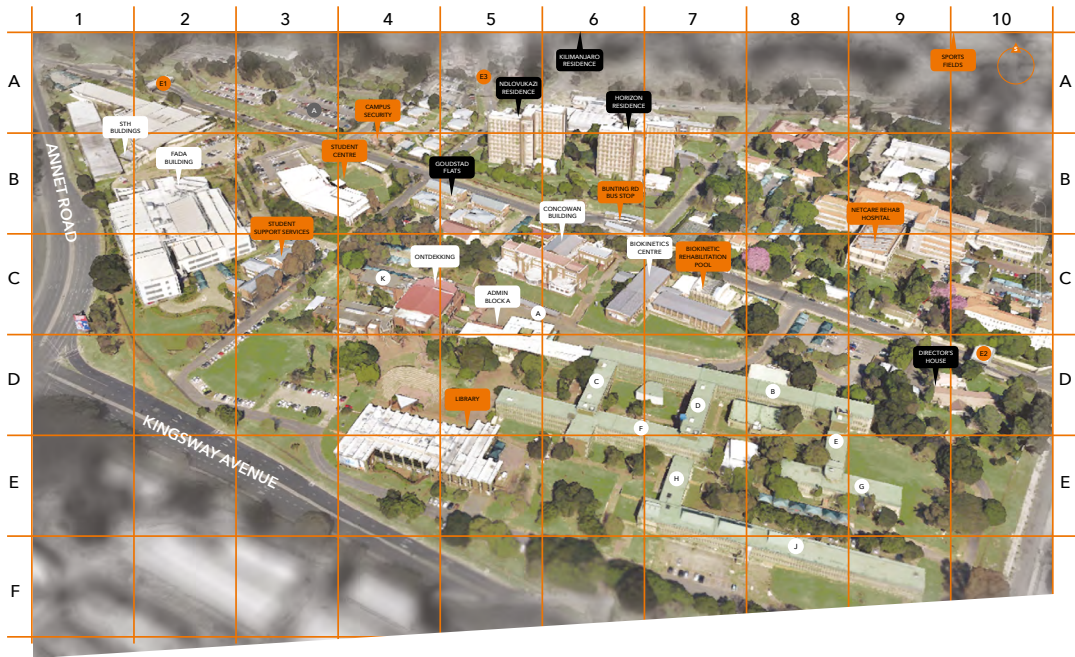 1 2 3 4 5 6 7 8 9 10
A
A
KILIMANJARO
RESIDENCE
SPORTS
FIELDS
S
E1
E3
NDLOVUKAZI
RESIDENCE
HORIZON
RESIDENCE
A
CAMPUS
SECURITY
STH
BULDINGS
B
B
FADA
BUILDING
STUDENT
CENTRE
GOUDSTAD
FLATS
BUNTING RD
BUS STOP
ANNET ROAD
CONCOWAN
BUILDING
NETCARE REHAB
HOSPITAL
STUDENT
SUPPORT SERVICES
C
C
ONTDEKKING
BIOKINETICS
CENTRE
BIOKINETIC
REHABILITATION
POOL
K
ADMIN
BLOCK A
A
D
D
DIRECTOR'S
HOUSE
E2
C
B
LIBRARY
D
F
KINGSWAY AVENUE
E
E
E
H
G
F
J